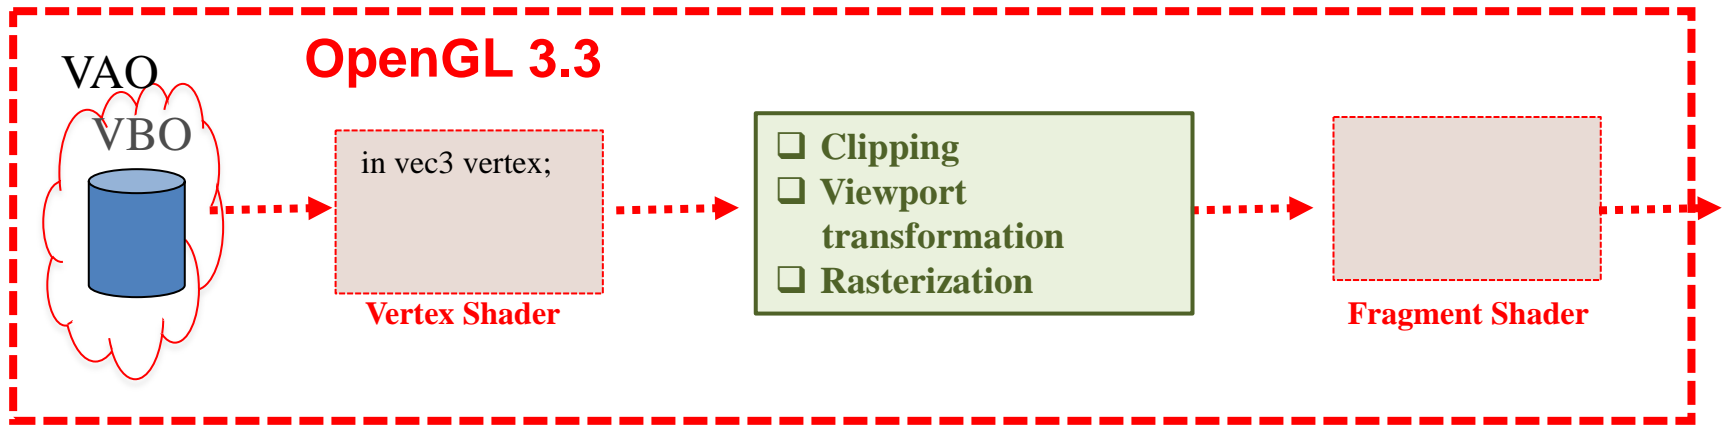 OpenGL 3.3
VAO
VBO
in vec3 vertex;
Vertex Shader
❑ Clipping
❑ Viewport
transformation
❑ Rasterization
Fragment Shader